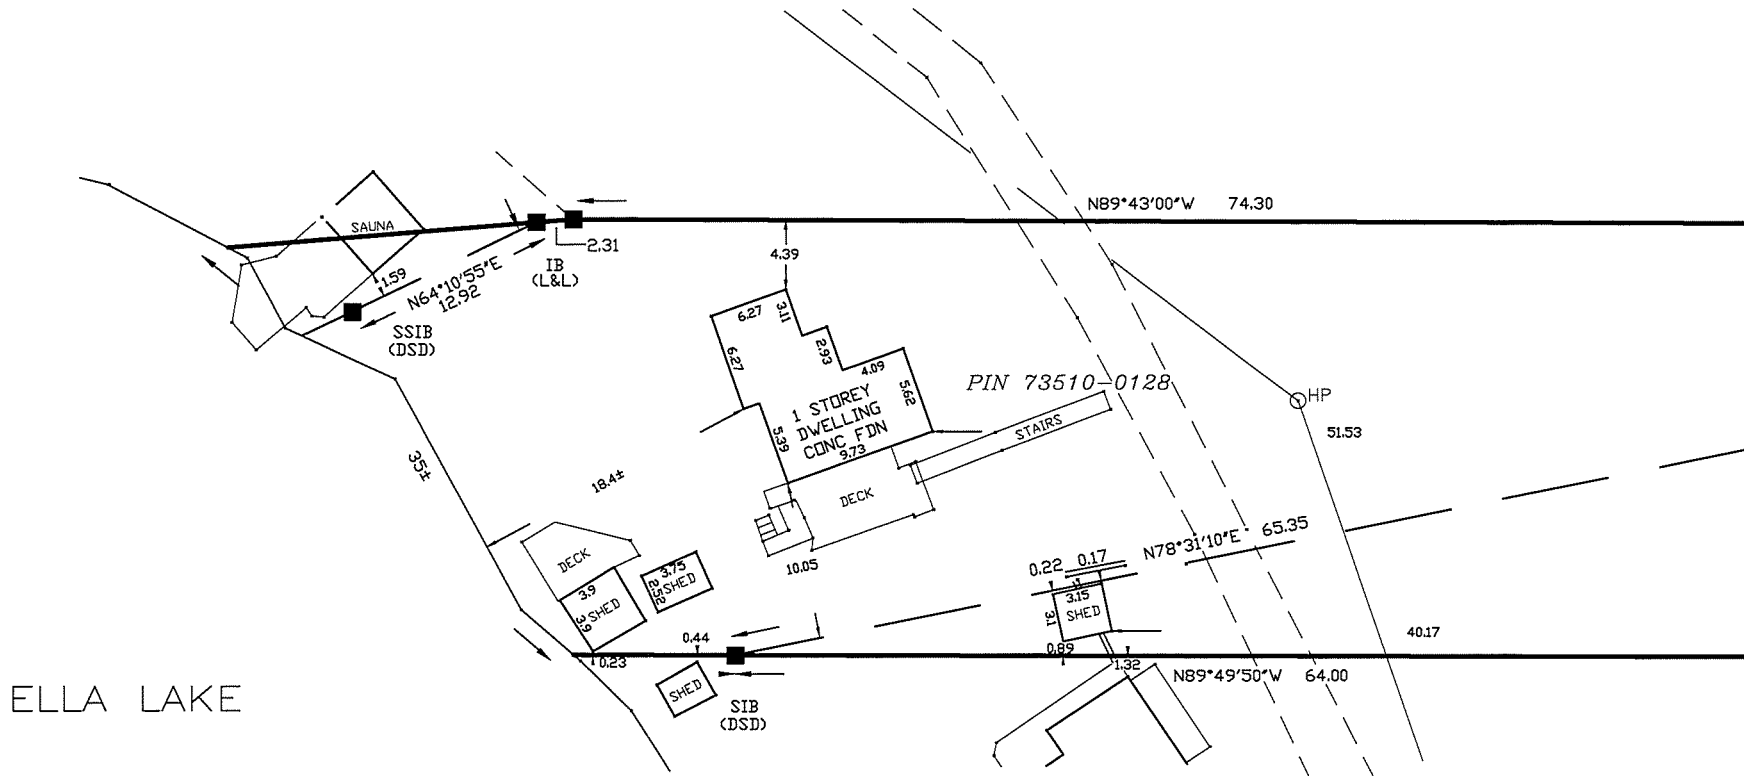 N89°43'00"W 74.30
SAUNA
2.31
IB
(L&L)
4.39
1.59
N64°10'55"E
12.92
SSIB
(DSD)
6.27
3.11
6.27
2.93
4.09
5.62
1 STOREY
DWELLING
CONC FDN
5.39
9.73
PIN 73510-0128
STAIRS
HP
51.53
35±
18.4±
DECK
DECK
10.05
N78°31'10"E 65.35
0.22
0.17
3.75
2.52
SHED
3.9
3.9
SHED
3.15
3.1
SHED
0.44
0.23
0.89
1.32
40.17
N89°49'50"W 64.00
SHED
SIB
(DSD)
ELLA LAKE